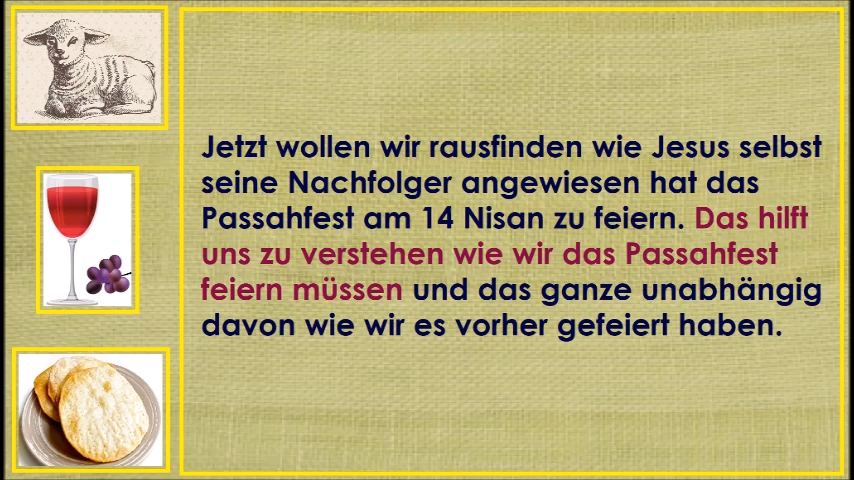 Jetzt wollen wir rausfinden wie Jesus selbst
seine Nachfolger angewiesen hat das
Passahfest am 14 Nisan zu feiern. Das hilft
uns zu verstehen wie wir das Passahfest
feiern müssen und das ganze unabhängig
davon wie wir es vorher gefeiert haben.